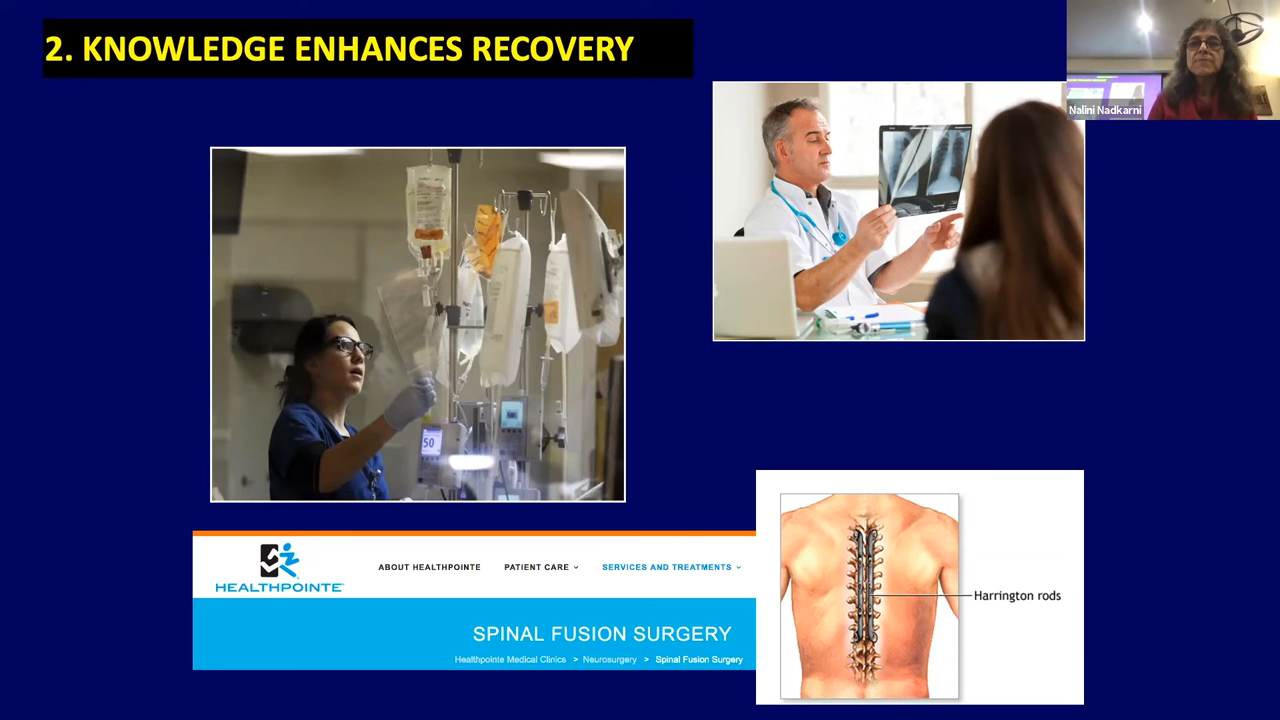 2. KNOWLEDGE ENHANCES RECOVERY
Nalini Nadkarni
50
HEALTHPOINTE
ABOUT HEALTHPOINTE PATIENT CARE SERVICES AND TREATMENTS
SPINAL FUSION SURGERY
Healthpointe Medical Clinics > Neurosurgery > Spinal Fusion Surgery
Harrington rods